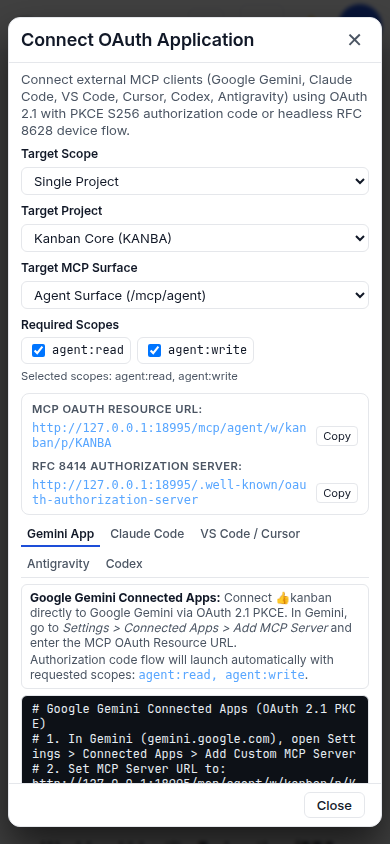 Connect OAuth Application
Connect external MCP clients (Google Gemini, Claude
Code, VS Code, Cursor, Codex, Antigravity) using OAuth
2.1 with PKCE S256 authorization code or headless RFC
8628 device flow.
Target Scope
Single Project
Target Project
Kanban Core (KANBA)
Target MCP Surface
Agent Surface (/mcp/agent)
Required Scopes
agent:read
agent:write
Selected scopes: agent:read, agent:write
MCP OAUTH RESOURCE URL:
http://127.0.0.1:18995/mcp/agent/w/kan
ban/p/KANBA
Copy
RFC 8414 AUTHORIZATION SERVER:
http://127.0.0.1:18995/.well-known/oau
th-authorization-server
Copy
Gemini App
Claude Code
VS Code / Cursor
Antigravity
Codex
Google Gemini Connected Apps: Connect 👍kanban
directly to Google Gemini via OAuth 2.1 PKCE. In Gemini,
go to Settings > Connected Apps > Add MCP Server and
enter the MCP OAuth Resource URL.
Authorization code flow will launch automatically with
requested scopes: agent:read, agent:write.
# Google Gemini Connected Apps (OAuth 2.1 PKC
E)
# 1. In Gemini (gemini.google.com), open Sett
ings > Connected Apps > Add Custom MCP Server
# 2. Set MCP Server URL to:
http://127.0.0.1:18995/mcp/agent/w/kanban/p/K
Close